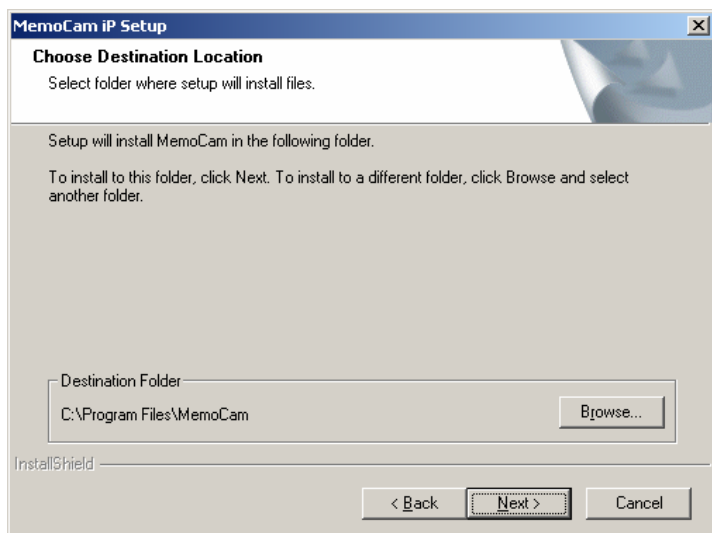 MemoCam iP Setup
Choose Destination Location
Select folder where setup will install files.
Setup will install MemoCam in the following folder.
To install to this folder, click Next. To install to a different folder, click Browse and select
another folder.
Destination Folder
C:\Program Files\MemoCam
Browse...
InstallShield
< Back
Next >
Cancel